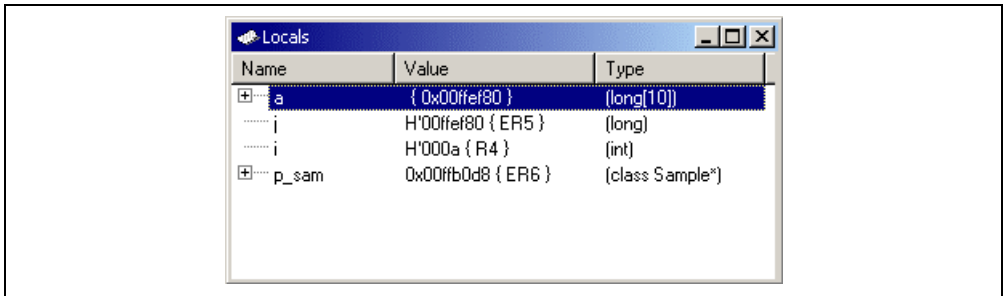 Locals
Name Value Type
a { 0x00ffef80 } (long[10])
j H'00ffef80 { ER5 } (long)
i H'000a { R4 } (int)
p_sam 0x00ffb0d8 { ER6 } (class Sample*)